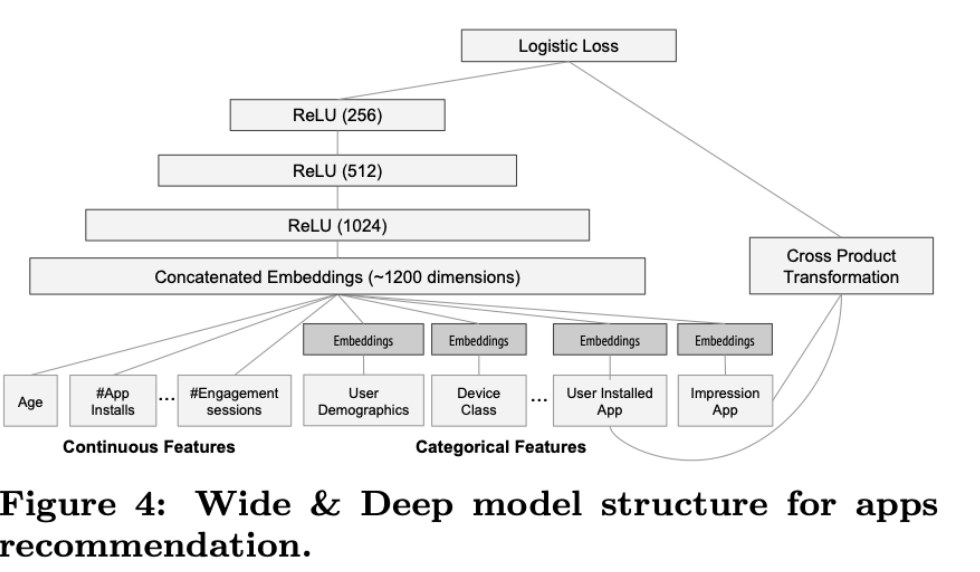 Logistic Loss
ReLU (256)
ReLU (512)
ReLU (1024)
Concatenated Embeddings (~1200 dimensions)
Cross Product
Transformation
Embeddings
Embeddings
Embeddings
Embeddings
Age
#App
Installs
...
#Engagement
sessions
User
Demographics
Device
Class
...
User Installed
App
Impression
App
Continuous Features
Categorical Features
Figure 4: Wide & Deep model structure for apps
recommendation.